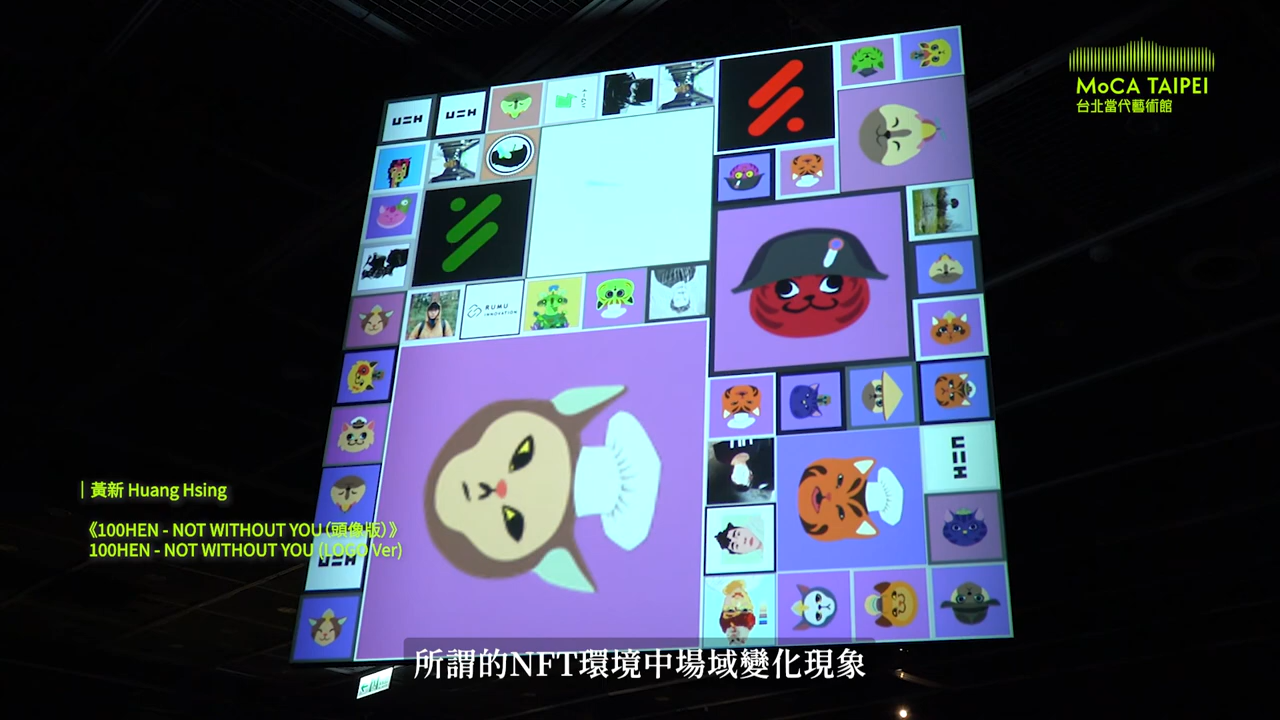 MoCA TAIPEI
台北當代藝術館
RUMU
INNOVATION
|黃新 Huang Hsing
《100HEN - NOT WITHOUT YOU（頭像版）》
100HEN - NOT WITHOUT YOU (LOGO Ver)
所謂的NFT環境中場域變化現象